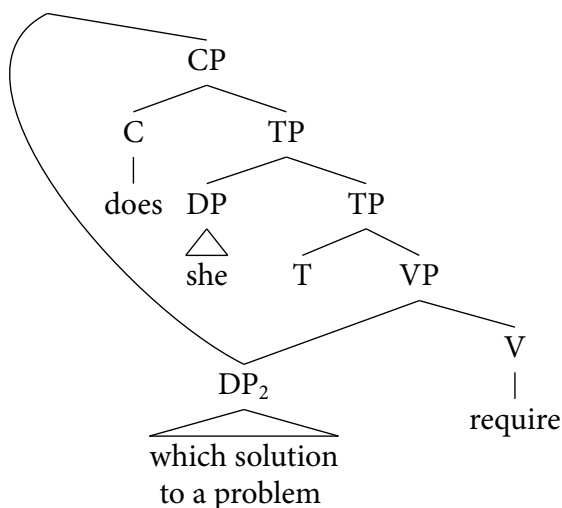 CP
C TP
does DP TP
she T VP
V
DP₂
require
which solution
to a problem